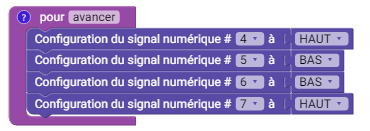 ? pour avancer
Configuration du signal numérique # 4 à HAUT
Configuration du signal numérique # 5 à BAS
Configuration du signal numérique # 6 à BAS
Configuration du signal numérique # 7 à HAUT